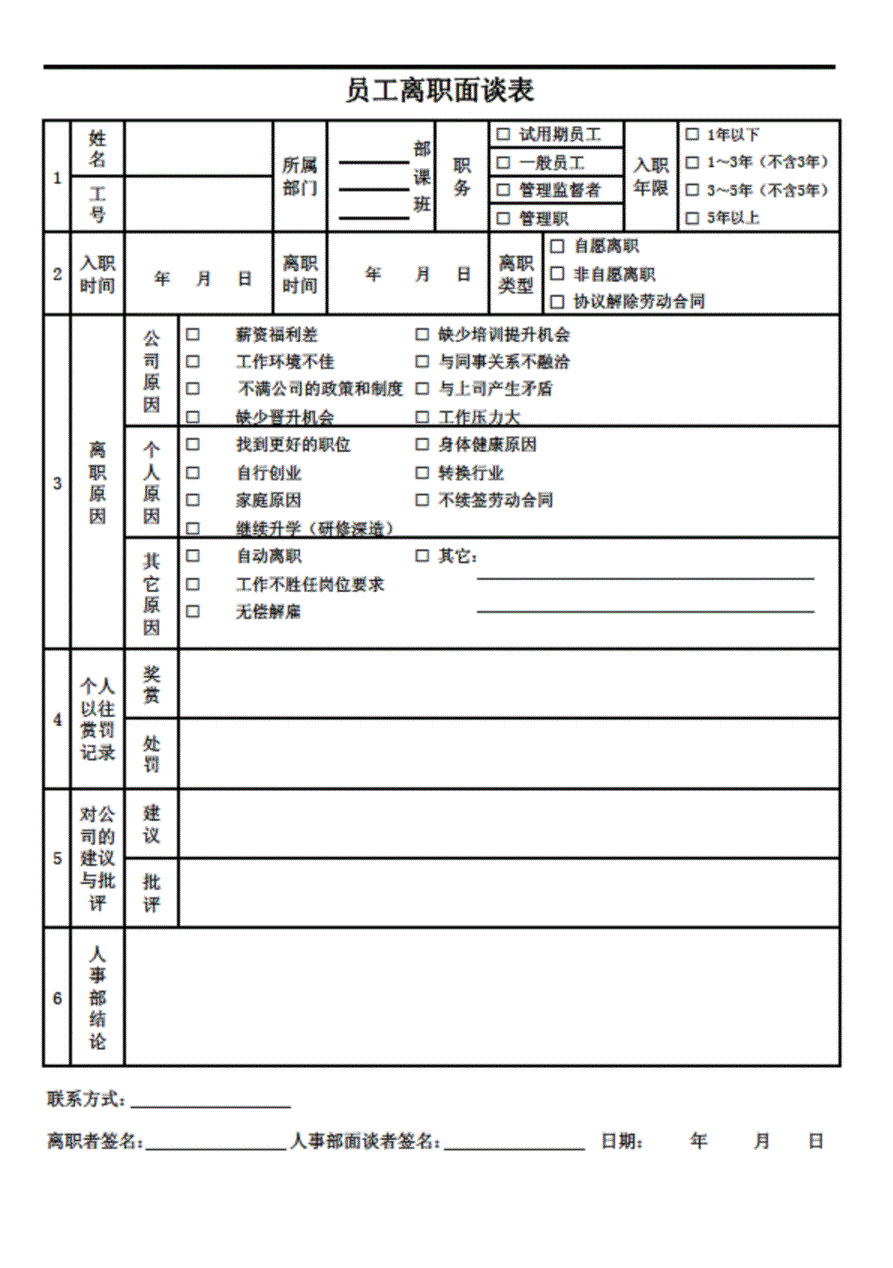 员工离职面谈表
1 姓名 所属部门 部 职务 □ 试用期员工 入职年限 □ 1年以下
课 □ 一般员工 □ 1～3年（不含3年）
工号 班 □ 管理监督者 □ 3～5年（不含5年）
□ 管理职 □ 5年以上
2 入职时间 年 月 日 离职时间 年 月 日 离职类型 □ 自愿离职
□ 非自愿离职
□ 协议解除劳动合同
3 离职原因 公司原因 □ 薪资福利差 □ 缺少培训提升机会
□ 工作环境不佳 □ 与同事关系不融洽
□ 不满公司的政策和制度 □ 与上司产生矛盾
□ 缺少晋升机会 □ 工作压力大
个人原因 □ 找到更好的职位 □ 身体健康原因
□ 自行创业 □ 转换行业
□ 家庭原因 □ 不续签劳动合同
□ 继续升学（研修深造）
其它原因 □ 自动离职 □ 其它：
□ 工作不胜任岗位要求
□ 无偿解雇
4 个人以往赏罚记录 奖赏
处罚
5 对公司的建议与批评 建议
批评
6 人事部结论
联系方式：
离职者签名： 人事部面谈者签名： 日期： 年 月 日